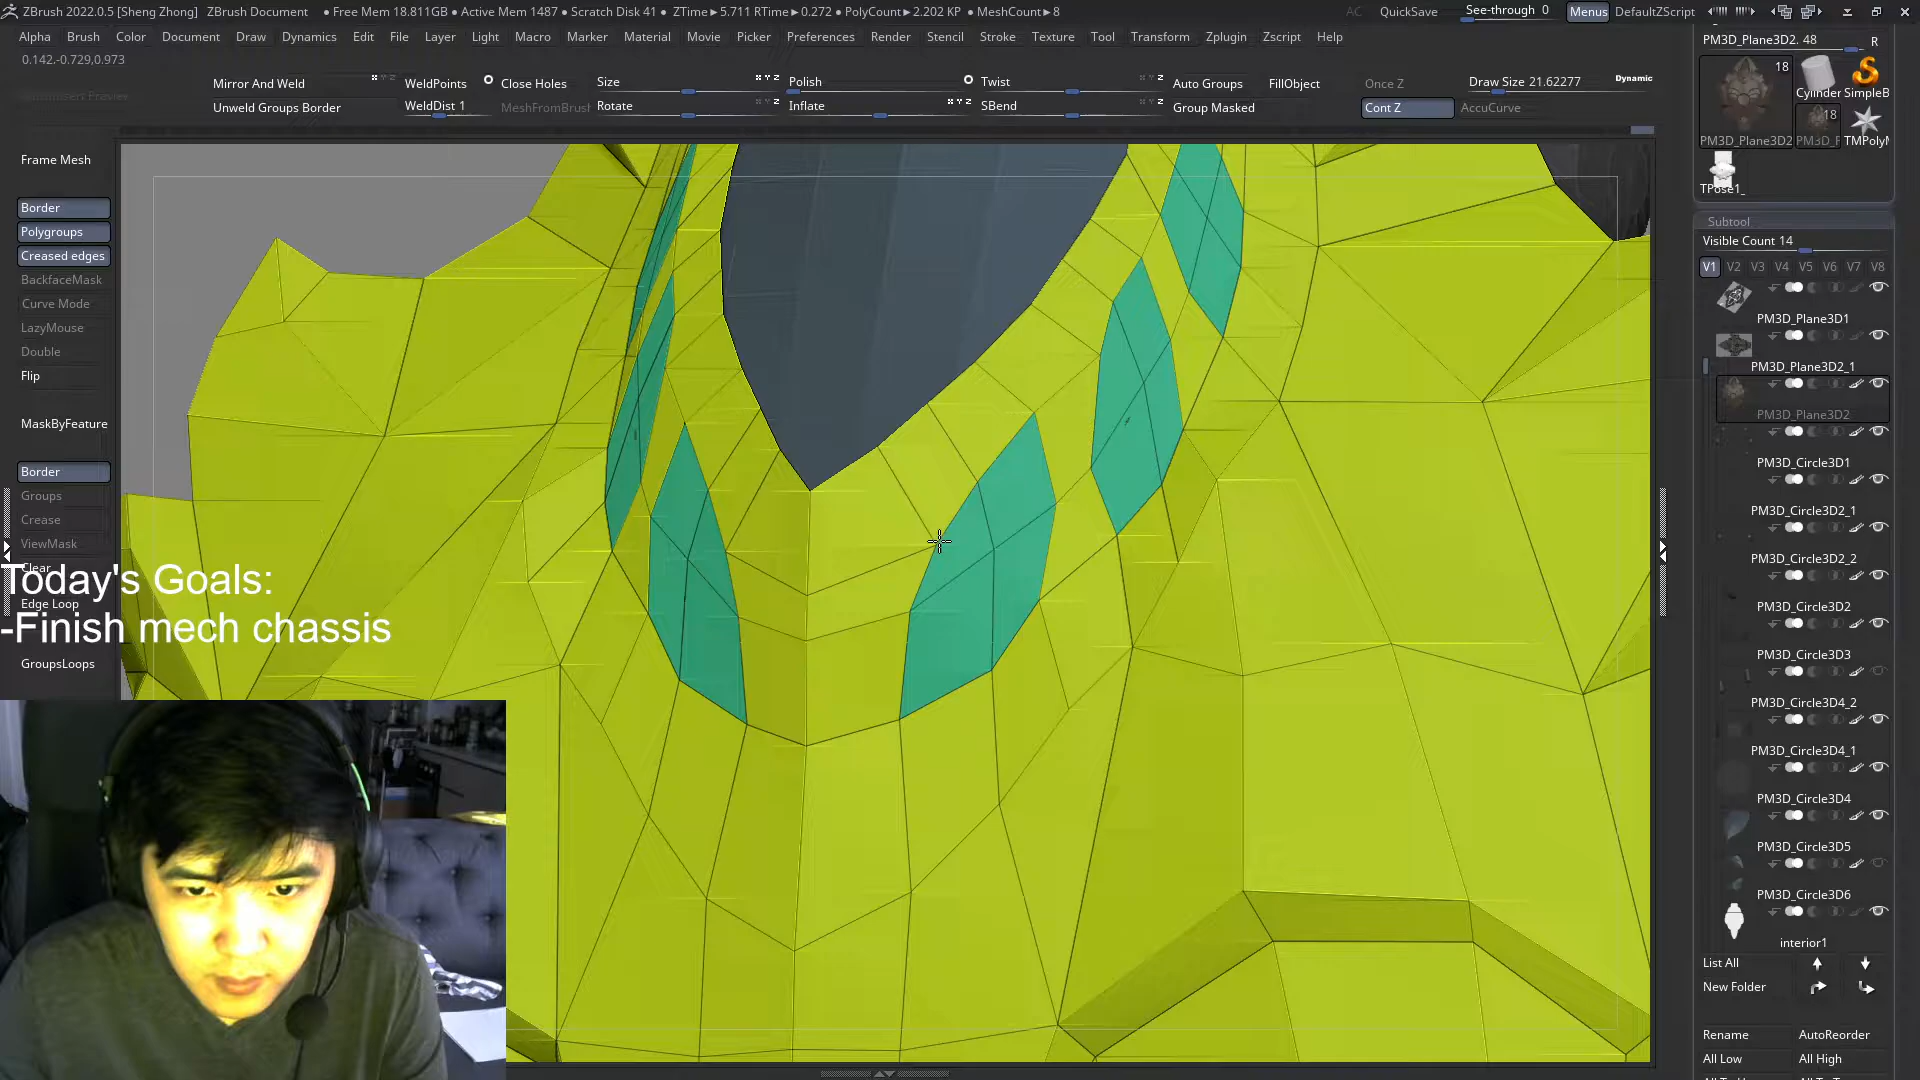 ZBrush 2022.0.5 [Sheng Zhong] ZBrush Document • Free Mem 18.811GB • Active Mem 1487 • Scratch Disk 41 • ZTime►5.711 RTime►0.272 • PolyCount►2.202 KP • MeshCount►8 AC QuickSave See-through 0 Menus DefaultZScript
Alpha Brush Color Document Draw Dynamics Edit File Layer Light Macro Marker Material Movie Picker Preferences Render Stencil Stroke Texture Tool Transform Zplugin Zscript Help
0.142,-0.729,0.973
Mirror And Weld
WeldPoints
Close Holes
Size
Polish
Twist
Auto Groups
FillObject
Once Z
Draw Size 21.62277
Dynamic
Unweld Groups Border
WeldDist 1
MeshFromBrush
Rotate
Inflate
SBend
Group Masked
Cont Z
AccuCurve
Frame Mesh
Border
Polygroups
Creased edges
BackfaceMask
Curve Mode
LazyMouse
Double
Flip
MaskByFeature
Border
Groups
Crease
ViewMask
Clear
Edge Loop
GroupsLoops
Today's Goals:
-Finish mech chassis
PM3D_Plane3D2. 48
R
18
Cylinder
SimpleB
PM3D_Plane3D2
18
PM3D_F
TMPolyM
TPose1_
Subtool
Visible Count 14
V1 V2 V3 V4 V5 V6 V7 V8
PM3D_Plane3D1
PM3D_Plane3D2_1
PM3D_Plane3D2
PM3D_Circle3D1
PM3D_Circle3D2_1
PM3D_Circle3D2_2
PM3D_Circle3D2
PM3D_Circle3D3
PM3D_Circle3D4_2
PM3D_Circle3D4_1
PM3D_Circle3D4
PM3D_Circle3D5
PM3D_Circle3D6
interior1
List All
New Folder
Rename
AutoReorder
All Low
All High